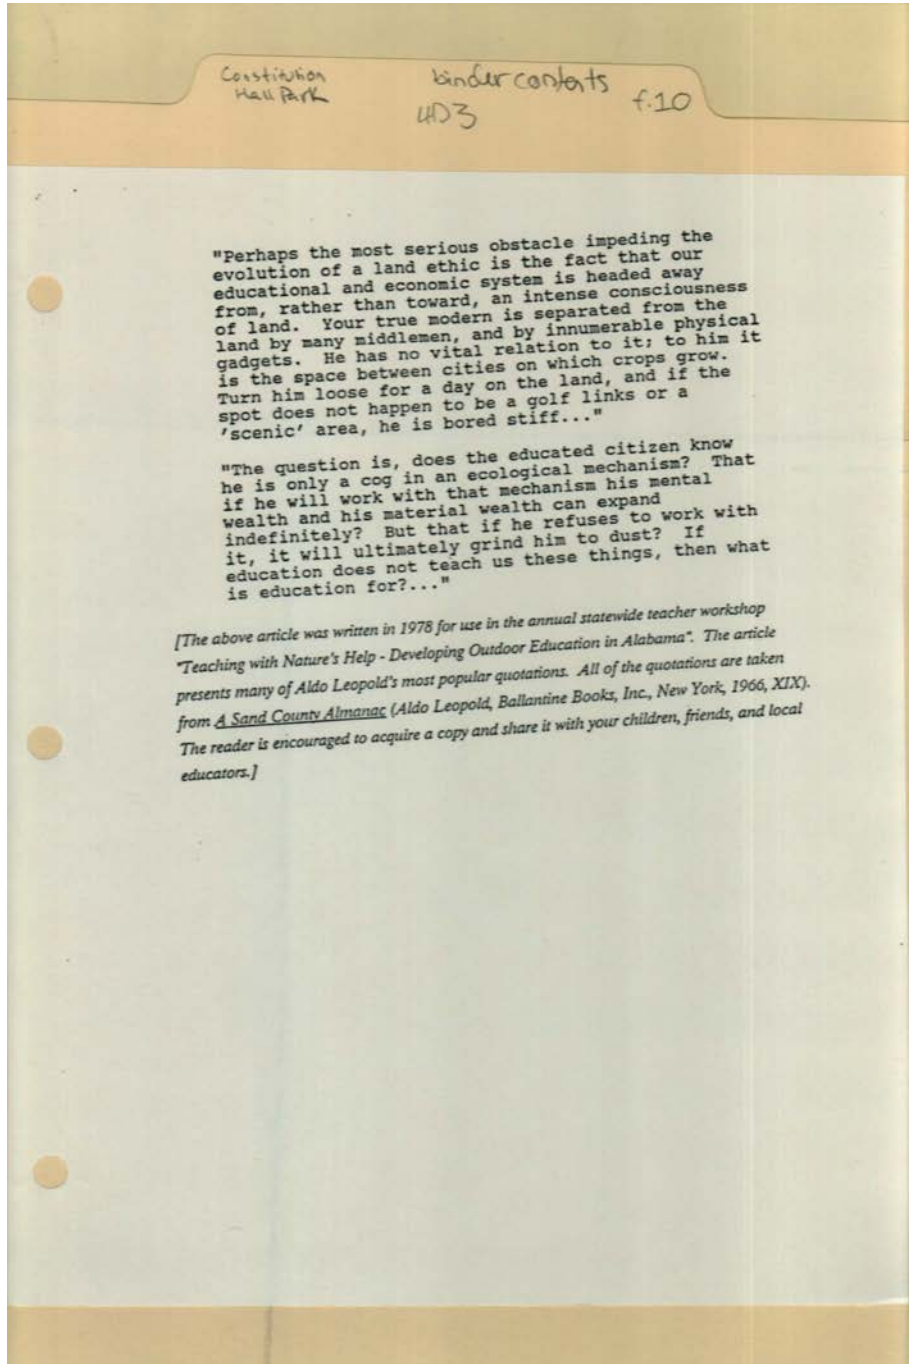 Constitution
Hall Park
binder contents
4D3
f.10
"Perhaps the most serious obstacle impeding the
evolution of a land ethic is the fact that our
educational and economic system is headed away
from, rather than toward, an intense consciousness
of land.  Your true modern is separated from the
land by many middlemen, and by innumerable physical
gadgets.  He has no vital relation to it; to him it
is the space between cities on which crops grow.
Turn him loose for a day on the land, and if the
spot does not happen to be a golf links or a
'scenic' area, he is bored stiff..."
"The question is, does the educated citizen know
he is only a cog in an ecological mechanism?  That
if he will work with that mechanism his mental
wealth and his material wealth can expand
indefinitely?  But that if he refuses to work with
it, it will ultimately grind him to dust?  If
education does not teach us these things, then what
is education for?..."
[The above article was written in 1978 for use in the annual statewide teacher workshop
"Teaching with Nature's Help - Developing Outdoor Education in Alabama".  The article
presents many of Aldo Leopold's most popular quotations.  All of the quotations are taken
from A Sand County Almanac (Aldo Leopold, Ballantine Books, Inc., New York, 1966, XIX).
The reader is encouraged to acquire a copy and share it with your children, friends, and local
educators.]